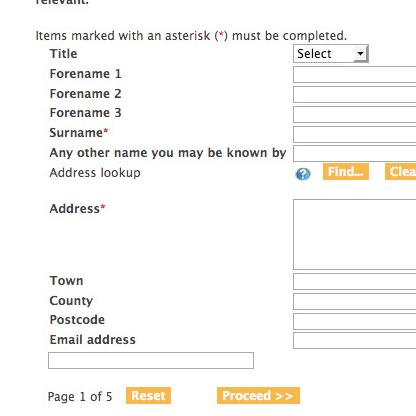 relevant.
Items marked with an asterisk (*) must be completed.
Title Select
Forename 1
Forename 2
Forename 3
Surname*
Any other name you may be known by
Address lookup ? Find... Clea
Address*
Town
County
Postcode
Email address
Page 1 of 5 Reset Proceed >>